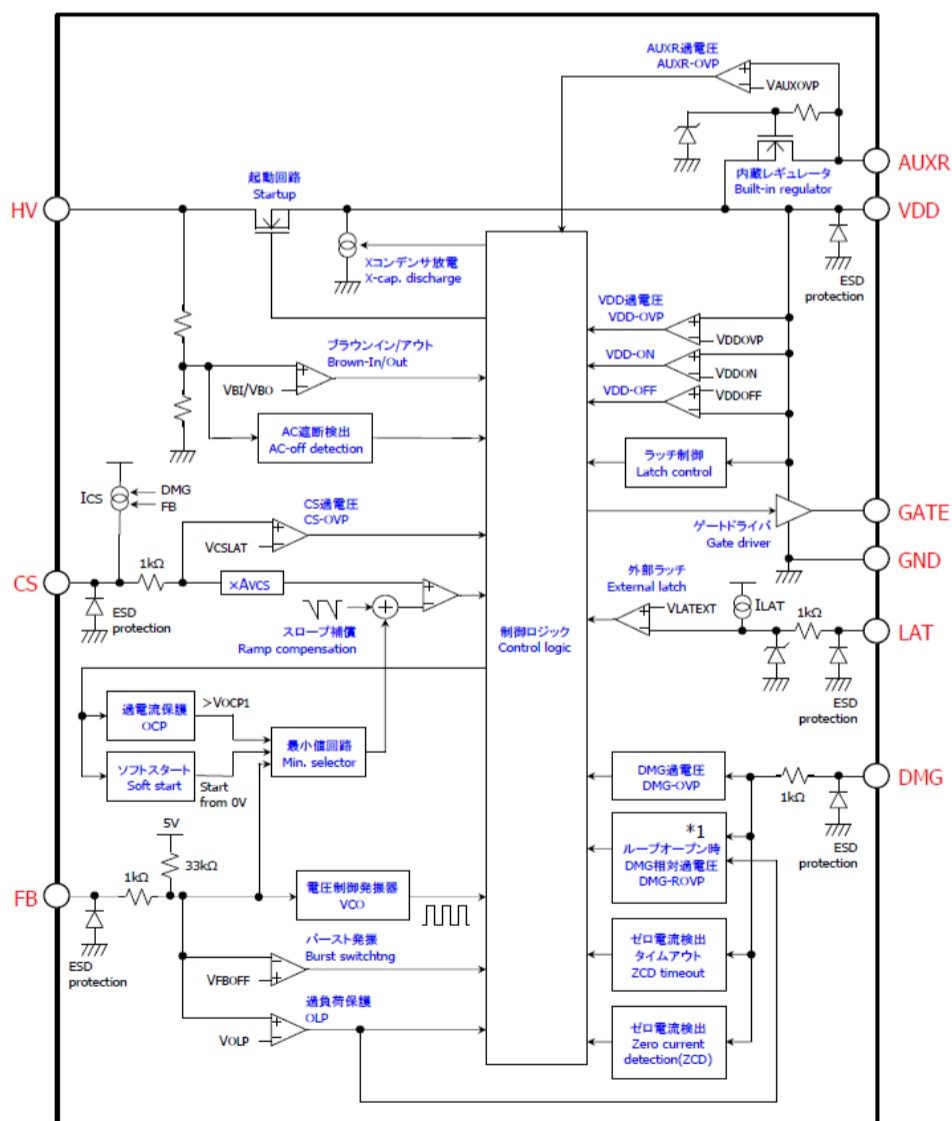 AUXR過電圧
AUXR-OVP
+
−
VAUXOVP
AUXR
内蔵レギュレータ
Built-in regulator
起動回路
Startup
HV
VDD
Xコンデンサ放電
X-cap. discharge
ESD
protection
VDD過電圧
VDD-OVP
+
−
VDDOVP
VDD-ON
+
−
VDDON
VDD-OFF
+
−
VDDOFF
ブラウンイン/アウト
Brown-In/Out
+
−
VBI/VBO
AC遮断検出
AC-off detection
ラッチ制御
Latch control
ICS
DMG
FB
CS過電圧
CS-OVP
+
−
VCSLAT
ゲートドライバ
Gate driver
GATE
GND
CS
1kΩ
×AVCS
+
−
ESD
protection
+
スロープ補償
Ramp compensation
制御ロジック
Control logic
外部ラッチ
External latch
+
−
VLATEXT
ILAT
1kΩ
LAT
ESD
protection
過電流保護
OCP
>VOCP1
最小値回路
Min. selector
ソフトスタート
Soft start
Start
from 0V
DMG過電圧
DMG-OVP
1kΩ
DMG
ESD
protection
*1
ループオープン時
DMG相対過電圧
DMG-ROVP
5V
33kΩ
FB
1kΩ
電圧制御発振器
VCO
ESD
protection
バースト発振
Burst switchtng
−
+
VFBOFF
ゼロ電流検出
タイムアウト
ZCD timeout
過負荷保護
OLP
+
−
VOLP
ゼロ電流検出
Zero current
detection(ZCD)